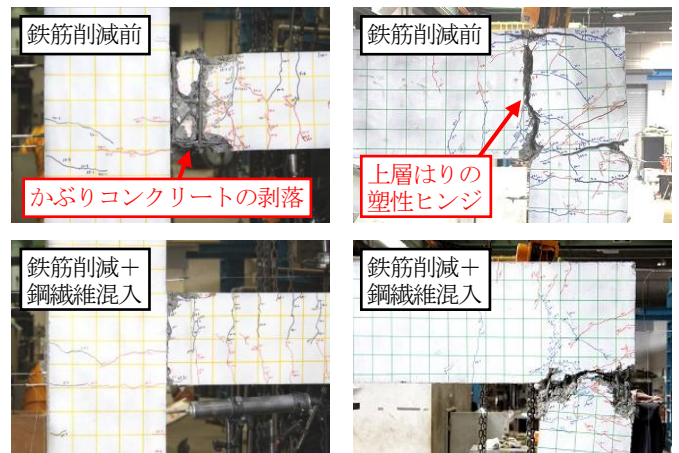 鉄筋削減前
かぶりコンクリートの剥落
鉄筋削減前
上層はりの
塑性ヒンジ
鉄筋削減＋
鋼繊維混入
鉄筋削減＋
鋼繊維混入